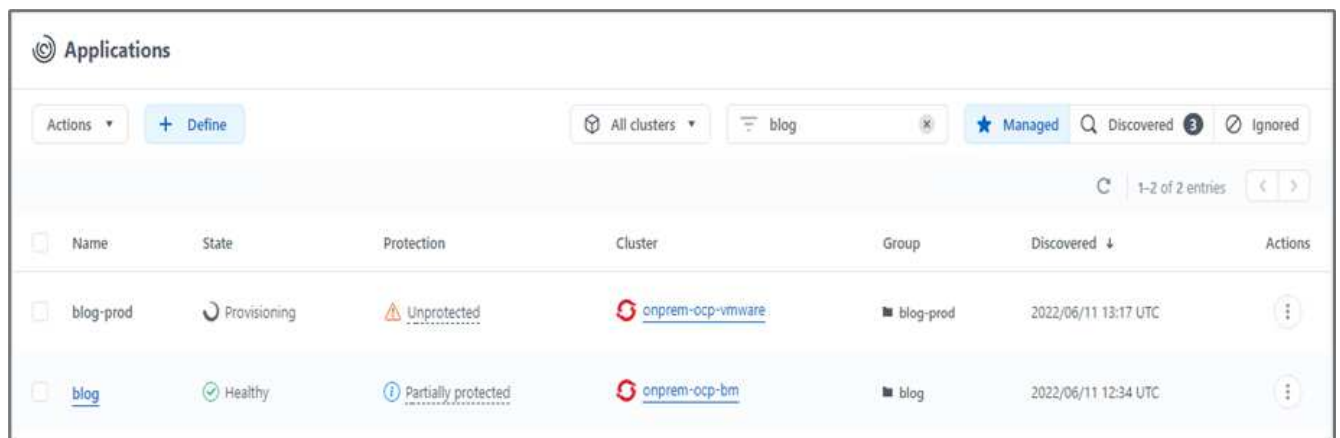 Applications
Actions + Define All clusters blog Managed Discovered 3 Ignored
1-2 of 2 entries
Name State Protection Cluster Group Discovered Actions
blog-prod Provisioning Unprotected onprem-ocp-vmware blog-prod 2022/06/11 13:17 UTC
blog Healthy Partially protected onprem-ocp-bm blog 2022/06/11 12:34 UTC